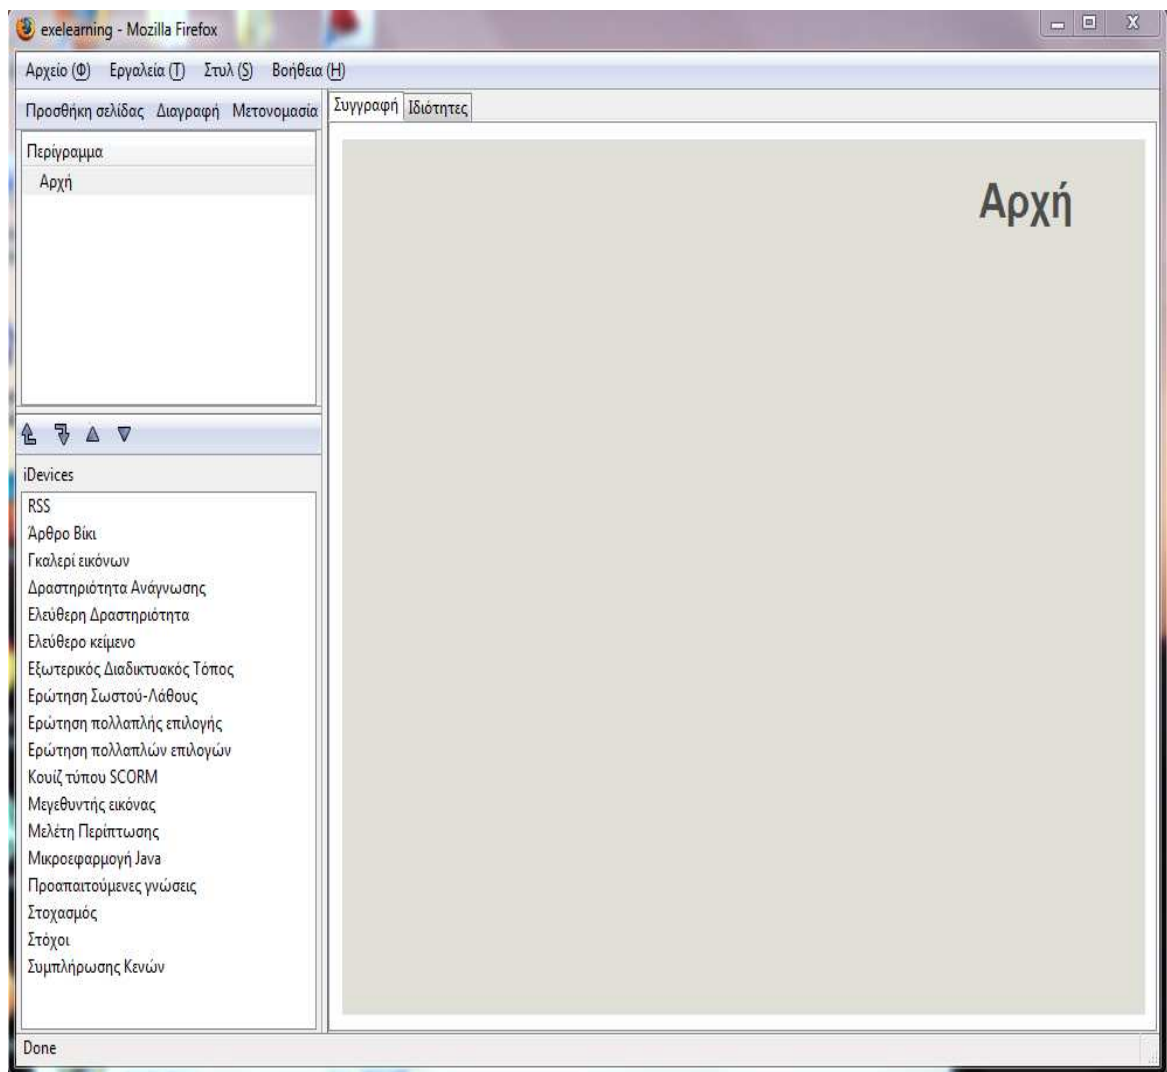 exelearning - Mozilla Firefox
Αρχείο (Φ) Εργαλεία (T) Στυλ (S) Βοήθεια (H)
Προσθήκη σελίδας Διαγραφή Μετονομασία
Συγγραφή Ιδιότητες
Περίγραμμα
Αρχή
Αρχή
iDevices
RSS
Άρθρο Βίκι
Γκαλερί εικόνων
Δραστηριότητα Ανάγνωσης
Ελεύθερη Δραστηριότητα
Ελεύθερο κείμενο
Εξωτερικός Διαδικτυακός Τόπος
Ερώτηση Σωστού-Λάθους
Ερώτηση πολλαπλής επιλογής
Ερώτηση πολλαπλών επιλογών
Κουίζ τύπου SCORM
Μεγεθυντής εικόνας
Μελέτη Περίπτωσης
Μικροεφαρμογή Java
Προαπαιτούμενες γνώσεις
Στοχασμός
Στόχοι
Συμπλήρωσης Κενών
Done